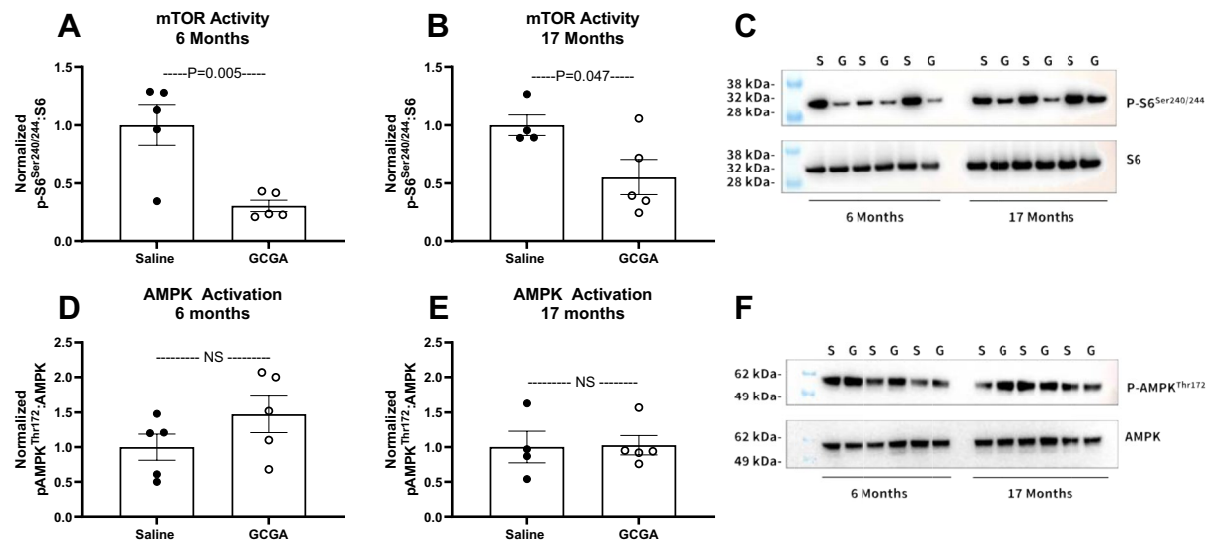 A
mTOR Activity
6 Months
Normalized
p-S6Ser240/244:S6
1.5
1.0
0.5
0.0
-----P=0.005-----
Saline
GCGA
B
mTOR Activity
17 Months
Normalized
p-S6Ser240/244:S6
1.5
1.0
0.5
0.0
-----P=0.047-----
Saline
GCGA
C
S G S G S G
S G S G S G
38 kDa-
32 kDa-
28 kDa-
P-S6Ser240/244
38 kDa-
32 kDa-
28 kDa-
S6
6 Months
17 Months
D
AMPK Activation
6 months
Normalized
pAMPKThr172:AMPK
2.5
2.0
1.5
1.0
0.5
0.0
--------- NS ---------
Saline
GCGA
E
AMPK Activation
17 months
Normalized
pAMPKThr172:AMPK
2.5
2.0
1.5
1.0
0.5
0.0
--------- NS --------
Saline
GCGA
F
S G S G S G
S G S G S G
62 kDa-
49 kDa-
P-AMPKThr172
62 kDa-
49 kDa-
AMPK
6 Months
17 Months